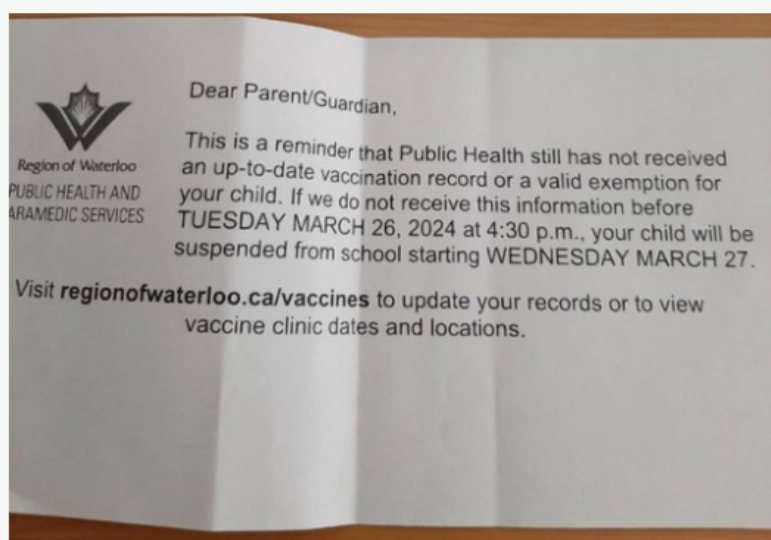 Dear Parent/Guardian,
Region of Waterloo
PUBLIC HEALTH AND
ARAMEDIC SERVICES
This is a reminder that Public Health still has not received
an up-to-date vaccination record or a valid exemption for
your child. If we do not receive this information before
TUESDAY MARCH 26, 2024 at 4:30 p.m., your child will be
suspended from school starting WEDNESDAY MARCH 27.
Visit regionofwaterloo.ca/vaccines to update your records or to view
vaccine clinic dates and locations.